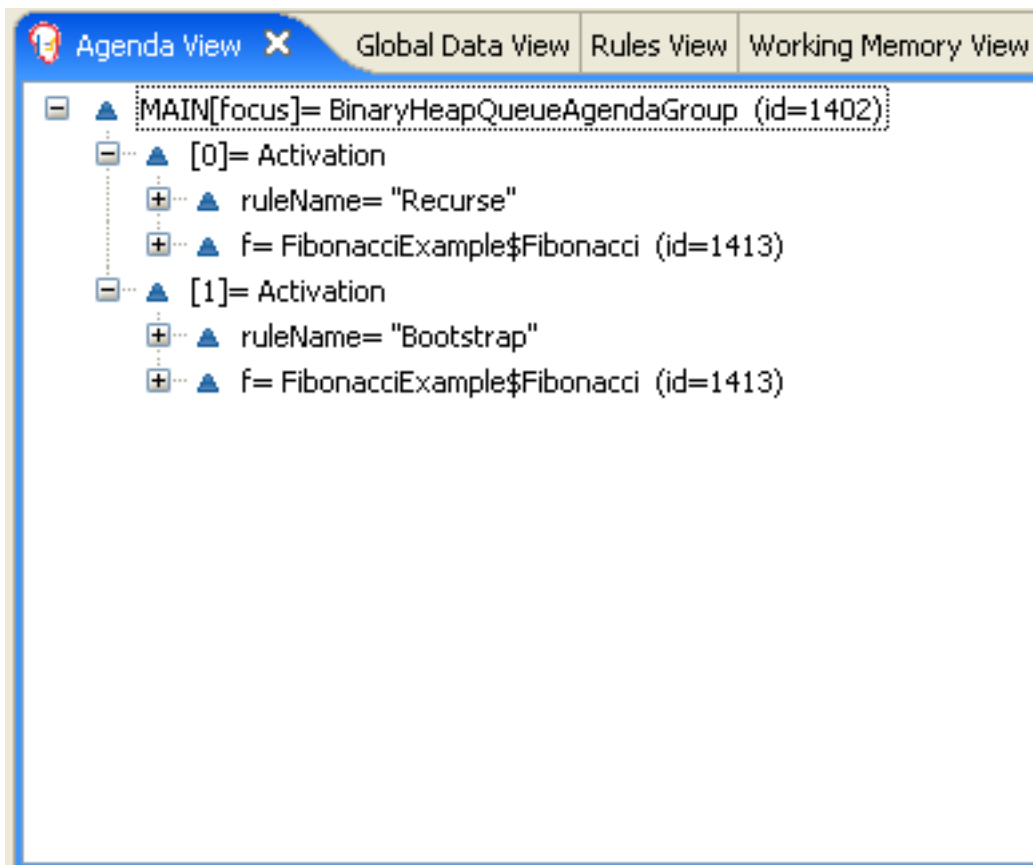 Agenda View Global Data View Rules View Working Memory View
MAIN[focus]= BinaryHeapQueueAgendaGroup (id=1402)
[0]= Activation
ruleName= "Recurse"
f= FibonacciExample$Fibonacci (id=1413)
[1]= Activation
ruleName= "Bootstrap"
f= FibonacciExample$Fibonacci (id=1413)